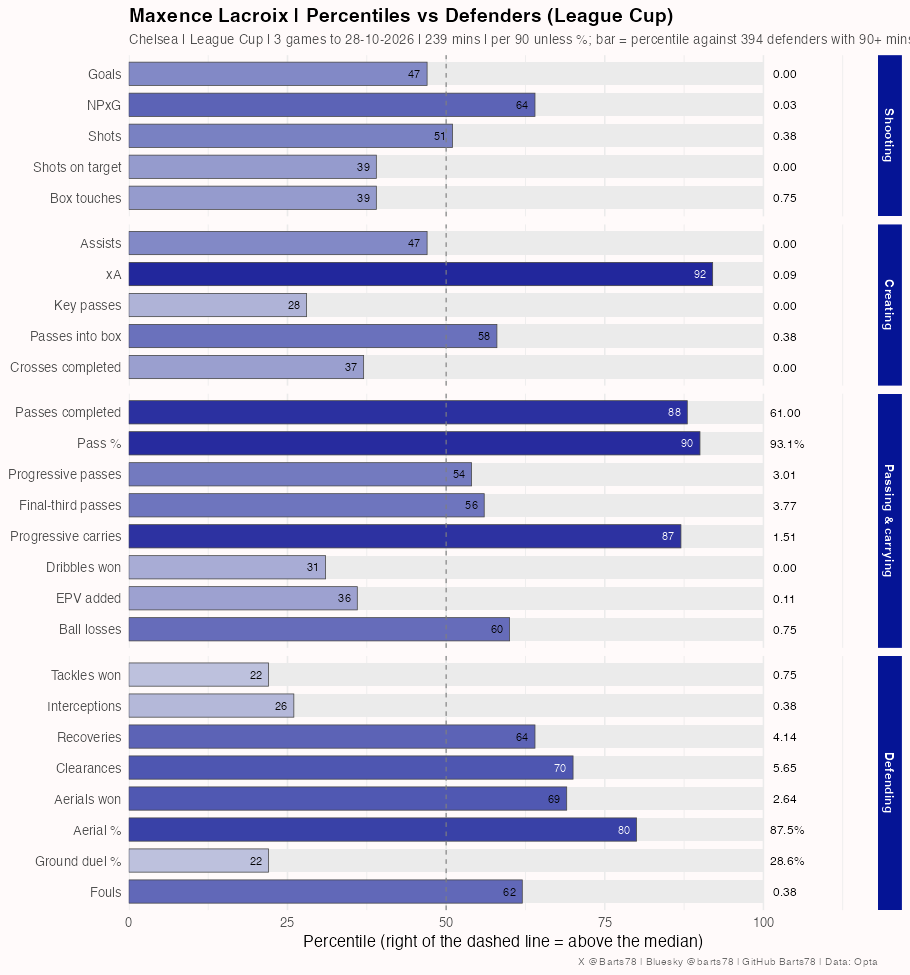 Maxence Lacroix | Percentiles vs Defenders (League Cup)
Chelsea | League Cup | 3 games to 28-10-2026 | 239 mins | per 90 unless %; bar = percentile against 394 defenders with 90+ mins
Shooting
Goals 47 0.00
NPxG 64 0.03
Shots 51 0.38
Shots on target 39 0.00
Box touches 39 0.75
Creating
Assists 47 0.00
xA 92 0.09
Key passes 28 0.00
Passes into box 58 0.38
Crosses completed 37 0.00
Passing & carrying
Passes completed 88 61.00
Pass % 90 93.1%
Progressive passes 54 3.01
Final-third passes 56 3.77
Progressive carries 87 1.51
Dribbles won 31 0.00
EPV added 36 0.11
Ball losses 60 0.75
Defending
Tackles won 22 0.75
Interceptions 26 0.38
Recoveries 64 4.14
Clearances 70 5.65
Aerials won 69 2.64
Aerial % 80 87.5%
Ground duel % 22 28.6%
Fouls 62 0.38
0 25 50 75 100
Percentile (right of the dashed line = above the median)
X @Barts78 | Bluesky @barts78 | GitHub Barts78 | Data: Opta